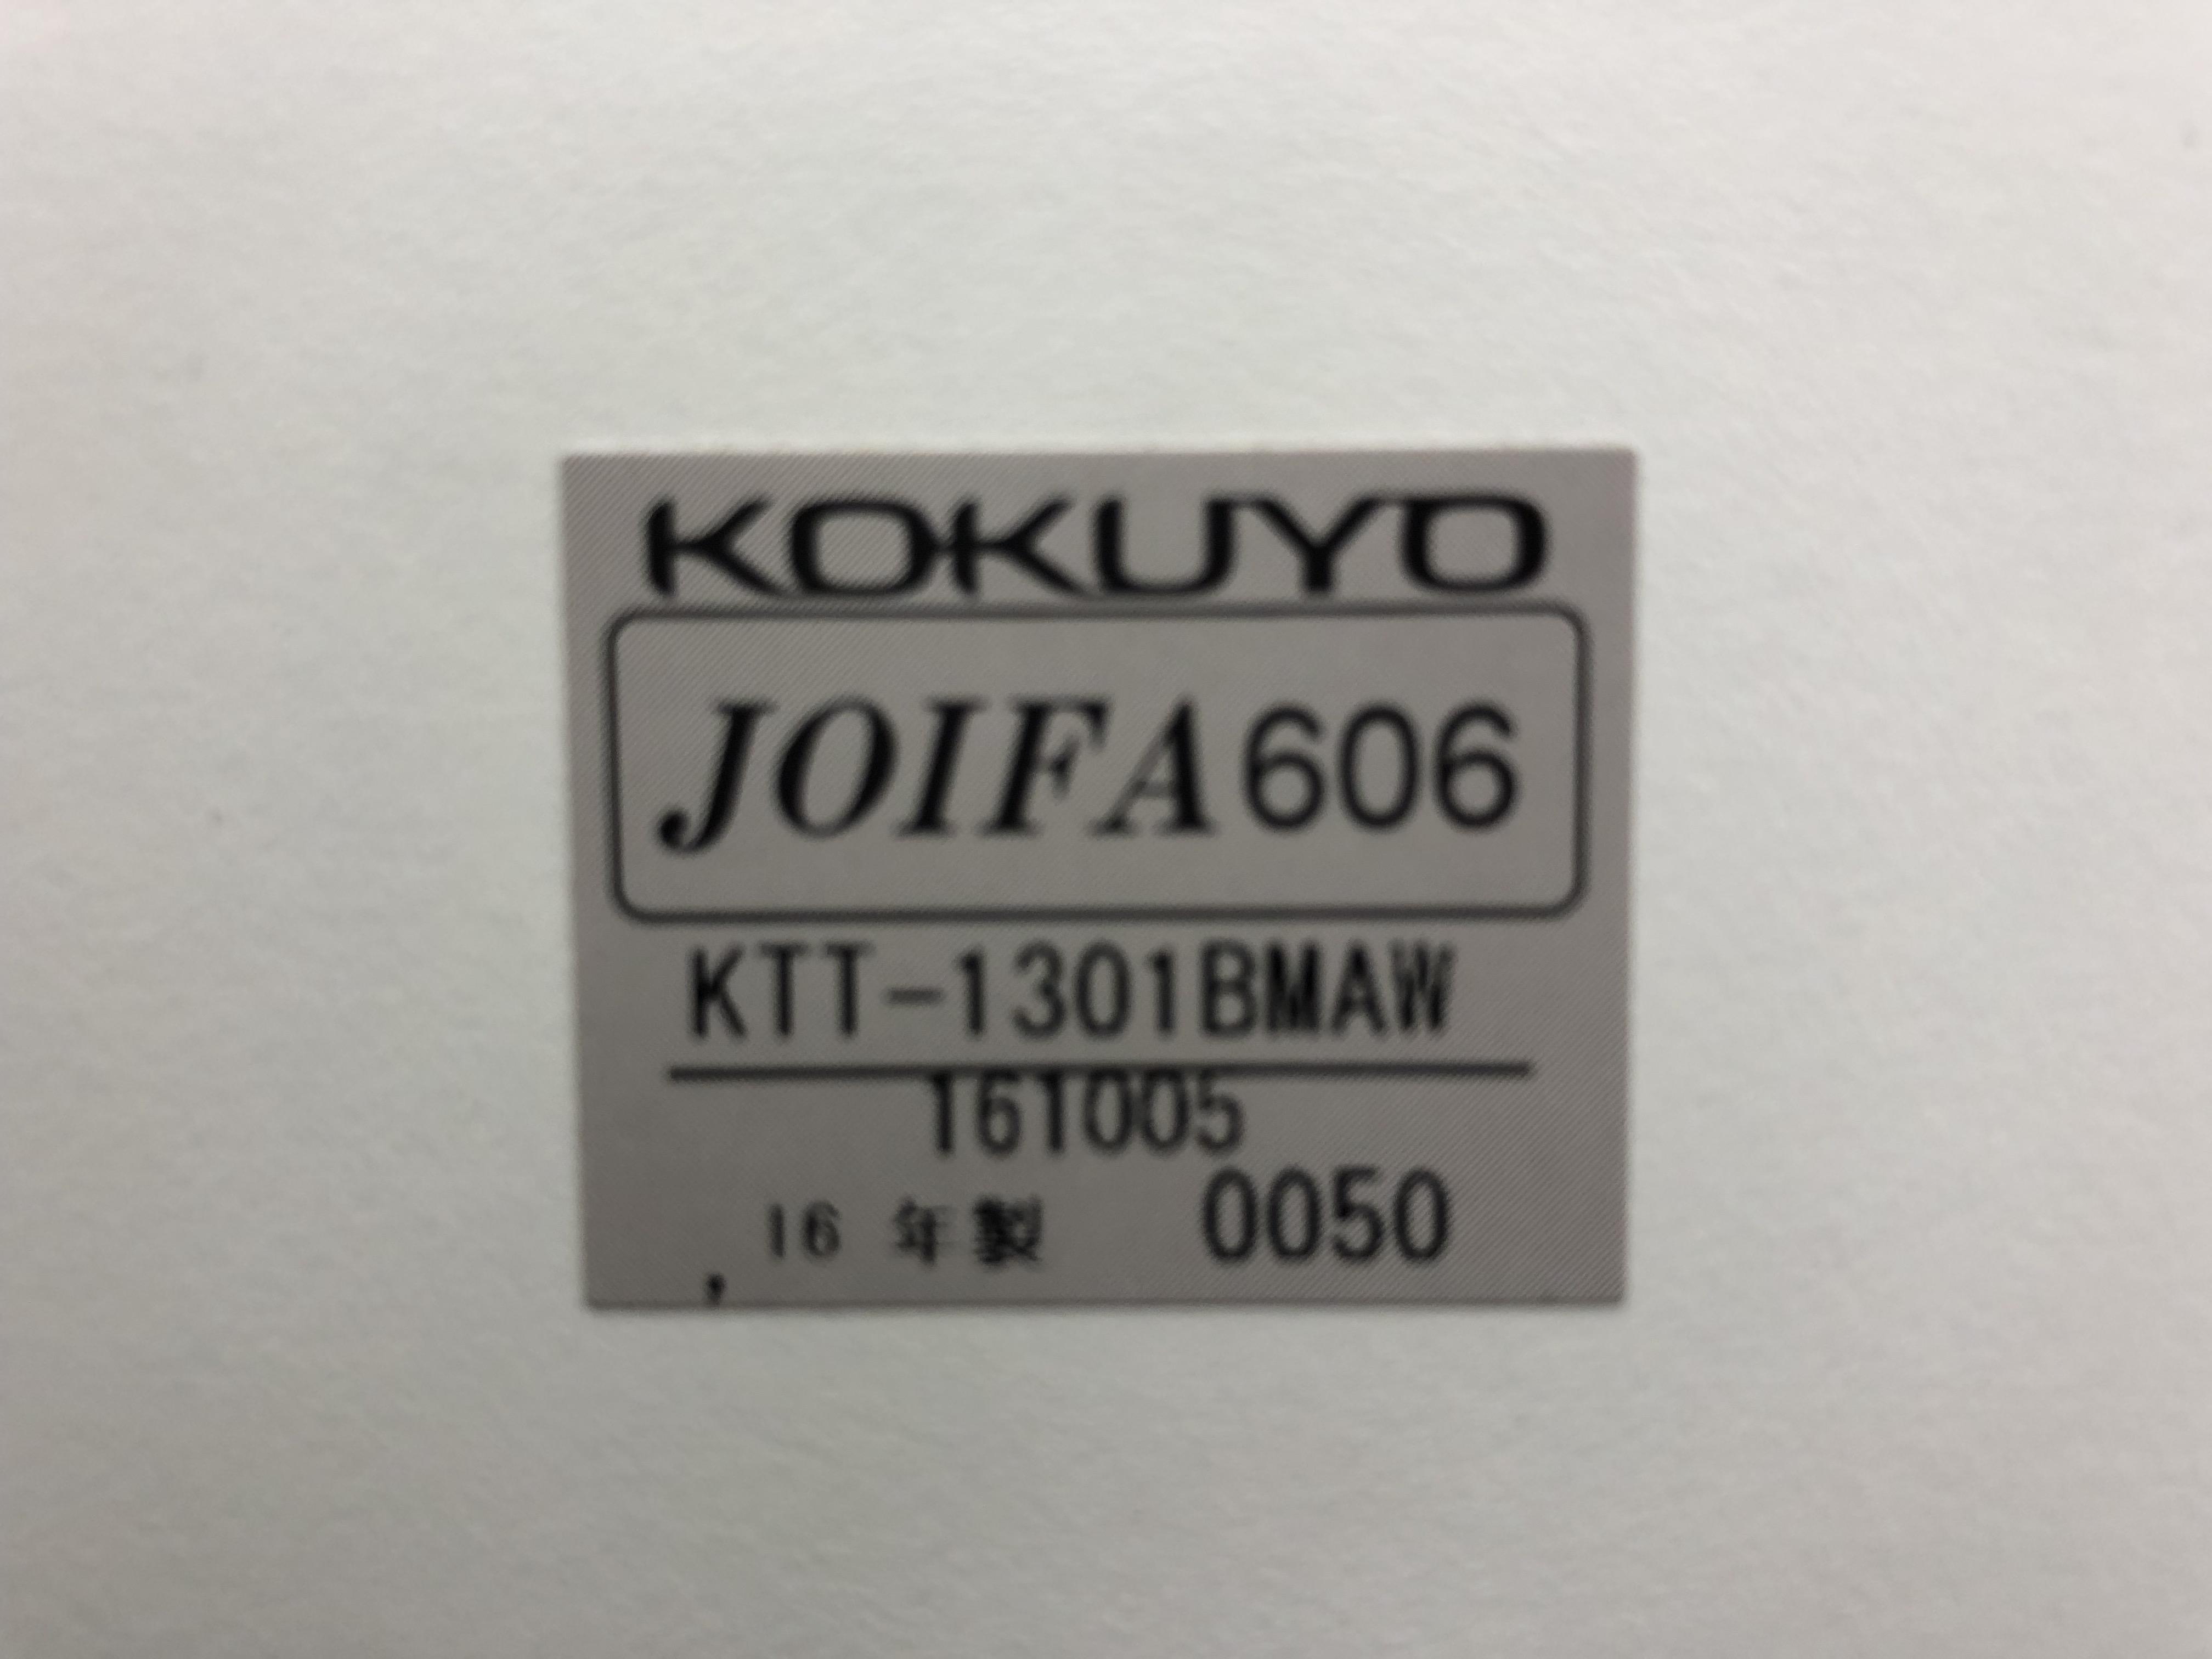 KOKUYO
JOIFA606
KTT-1301BMAW
161005
, 16 年製 0050